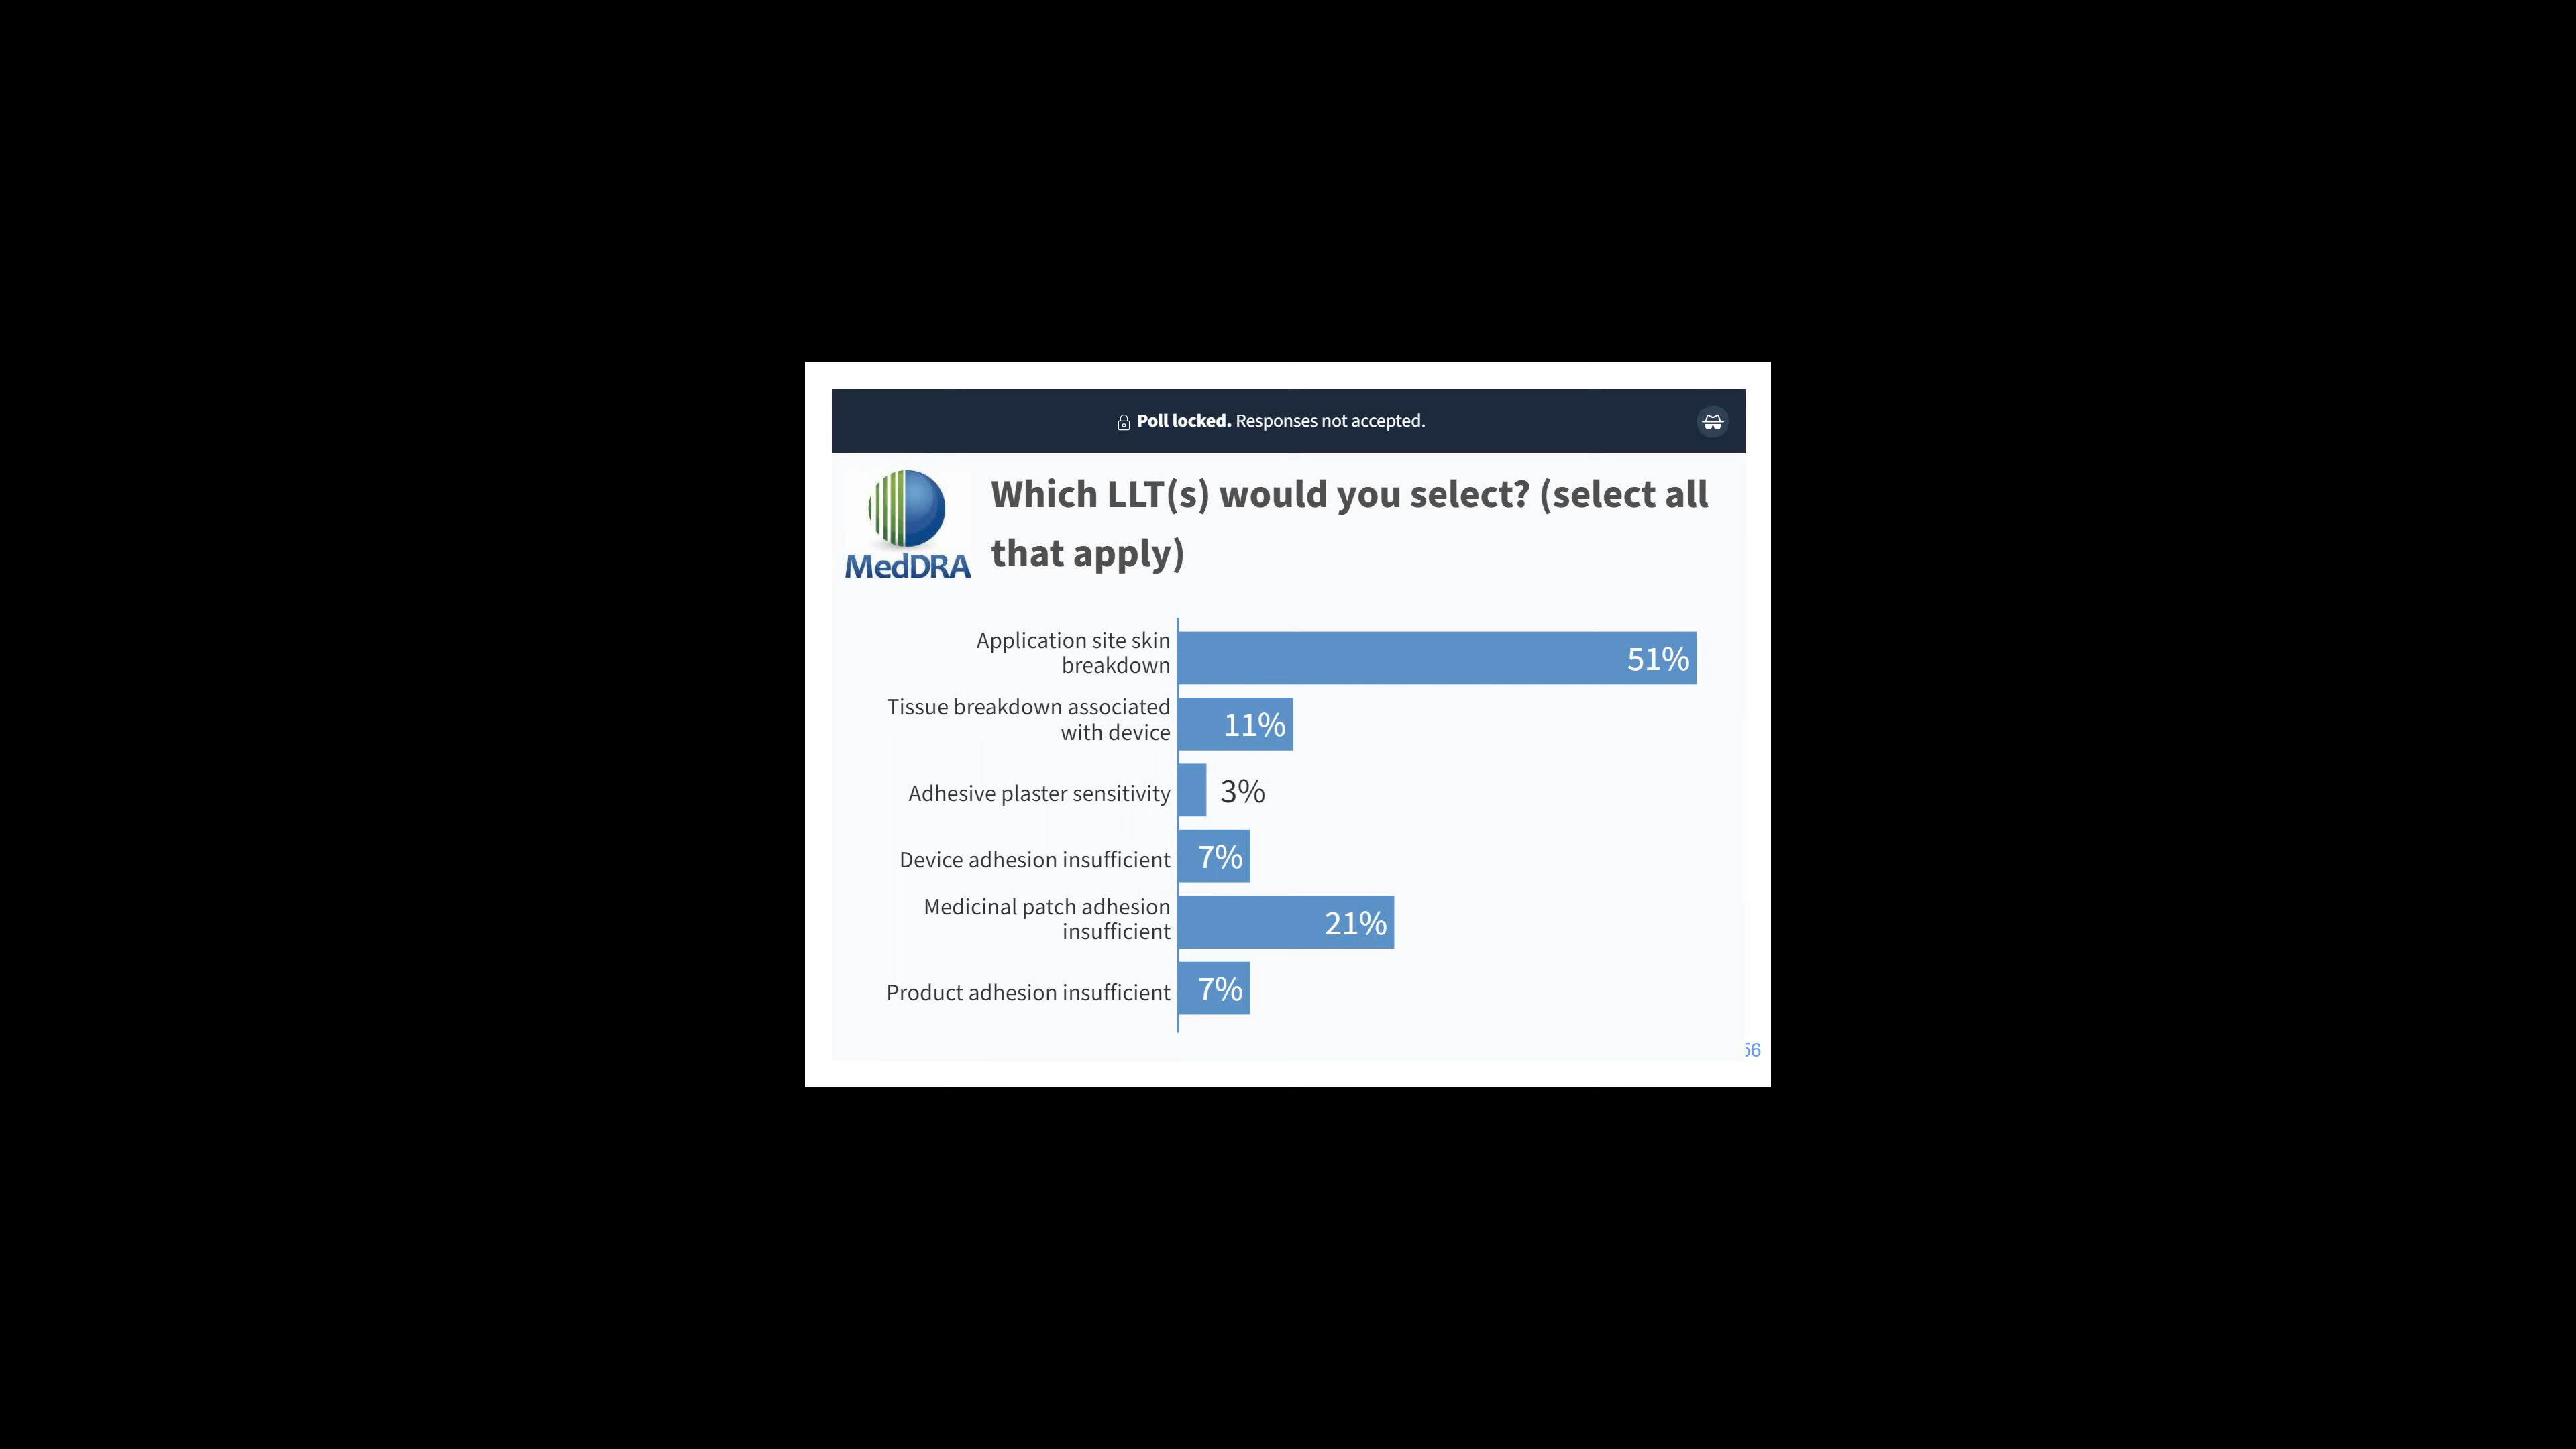 Poll locked. Responses not accepted.
MedDRA
Which LLT(s) would you select? (select all
that apply)
Application site skin
breakdown
51%
Tissue breakdown associated
with device
11%
Adhesive plaster sensitivity
3%
Device adhesion insufficient
7%
Medicinal patch adhesion
insufficient
21%
Product adhesion insufficient
7%
56